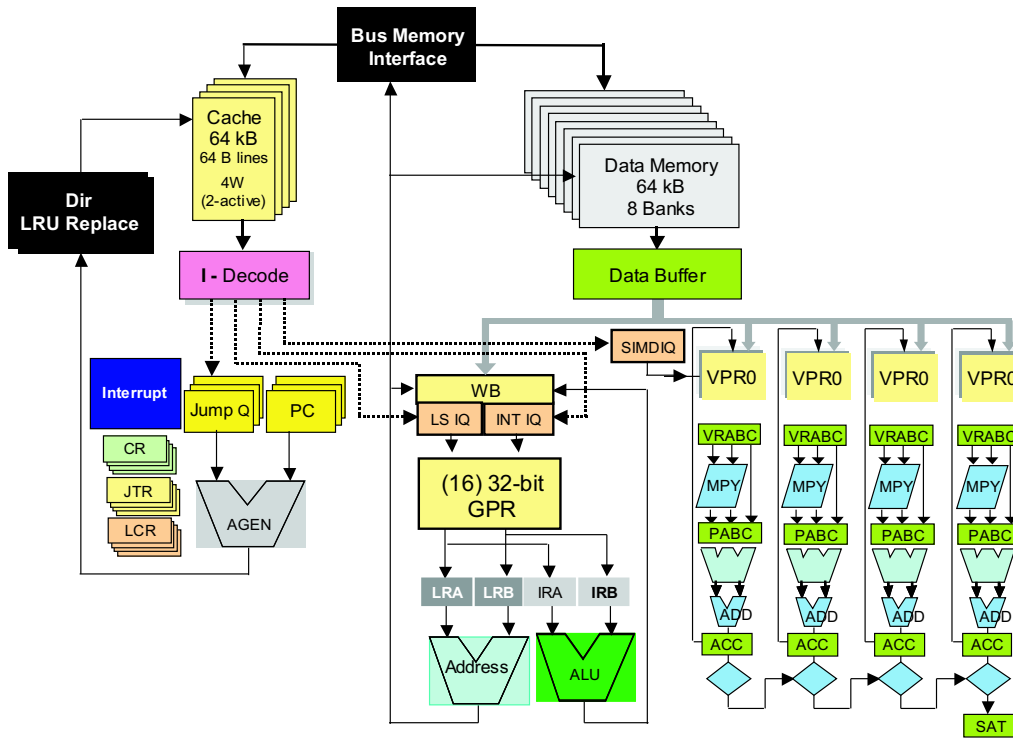 Bus Memory
Interface
Cache
64 kB
64 B lines
4W
(2-active)
Data Memory
64 kB
8 Banks
Dir
LRU Replace
I - Decode
Data Buffer
SIMDIQ
VPR0
VPR0
VPR0
VPR0
Interrupt
Jump Q
PC
WB
LS IQ
INT IQ
CR
JTR
LCR
AGEN
(16) 32-bit
GPR
VRABC
VRABC
VRABC
VRABC
MPY
MPY
MPY
MPY
PABC
PABC
PABC
PABC
LRA
LRB
IRA
IRB
ADD
ADD
ADD
ADD
Address
ALU
ACC
ACC
ACC
ACC
SAT